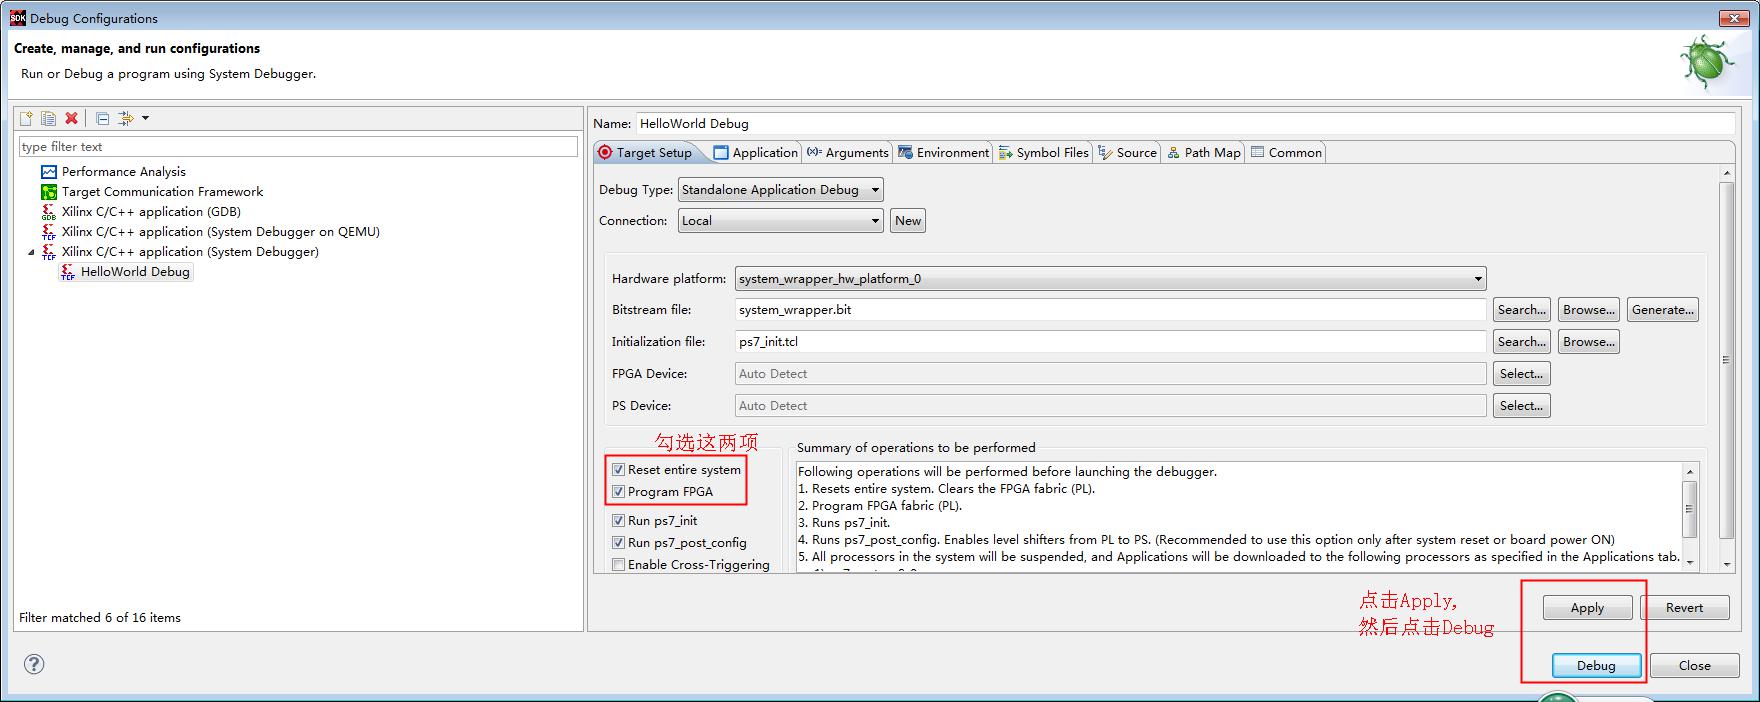 SDK Debug Configurations
Create, manage, and run configurations
Run or Debug a program using System Debugger.
type filter text
Performance Analysis
Target Communication Framework
GDB Xilinx C/C++ application (GDB)
TCF Xilinx C/C++ application (System Debugger on QEMU)
TCF Xilinx C/C++ application (System Debugger)
TCF HelloWorld Debug
Filter matched 6 of 16 items
Name: HelloWorld Debug
Target Setup Application (x)= Arguments Environment Symbol Files Source Path Map Common
Debug Type: Standalone Application Debug
Connection: Local New
Hardware platform: system_wrapper_hw_platform_0
Bitstream file: system_wrapper.bit Search... Browse... Generate...
Initialization file: ps7_init.tcl Search... Browse...
FPGA Device: Auto Detect Select...
PS Device: Auto Detect Select...
勾选这两项
Reset entire system
Program FPGA
Run ps7_init
Run ps7_post_config
Enable Cross-Triggering
Summary of operations to be performed
Following operations will be performed before launching the debugger.
1. Resets entire system. Clears the FPGA fabric (PL).
2. Program FPGA fabric (PL).
3. Runs ps7_init.
4. Runs ps7_post_config. Enables level shifters from PL to PS. (Recommended to use this option only after system reset or board power ON)
5. All processors in the system will be suspended, and Applications will be downloaded to the following processors as specified in the Applications tab.
点击Apply,
然后点击Debug
Apply Revert
Debug Close